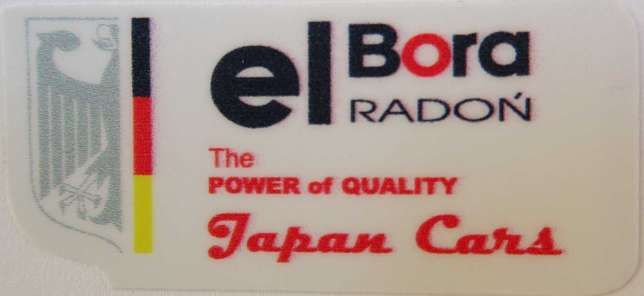 el Bora
RADOŃ
The
POWER of QUALITY
Japan Cars